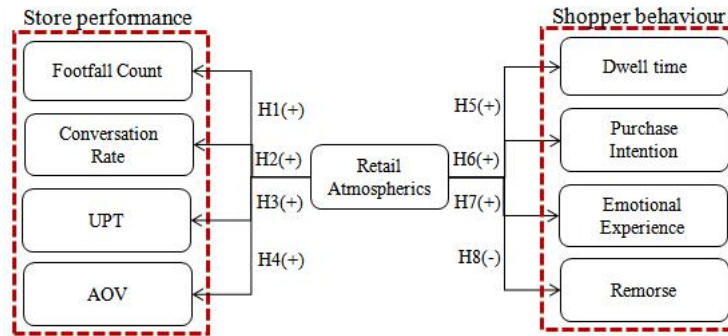 Store performance
Shopper behaviour
Footfall Count
Conversation
Rate
UPT
AOV
H1(+)
H2(+)
H3(+)
H4(+)
Retail
Atmospherics
H5(+)
H6(+)
H7(+)
H8(-)
Dwell time
Purchase
Intention
Emotional
Experience
Remorse